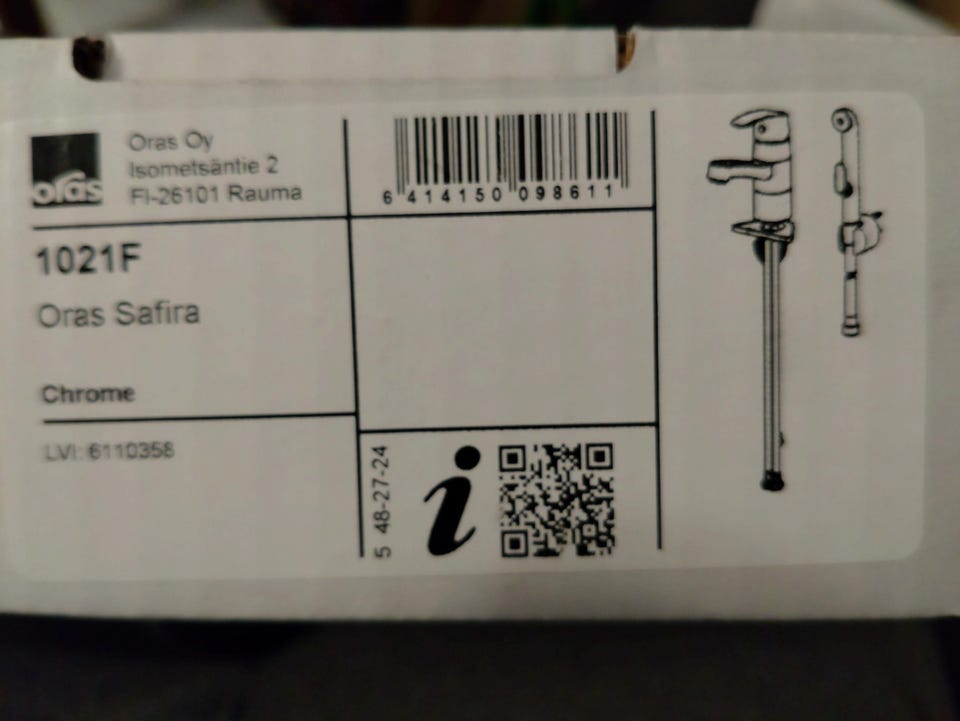 oras
Oras Oy
Isometsäntie 2
FI-26101 Rauma
6 414150 098611
1021F
Oras Safira
Chrome
LVI: 6110358
5 48-27-24
i